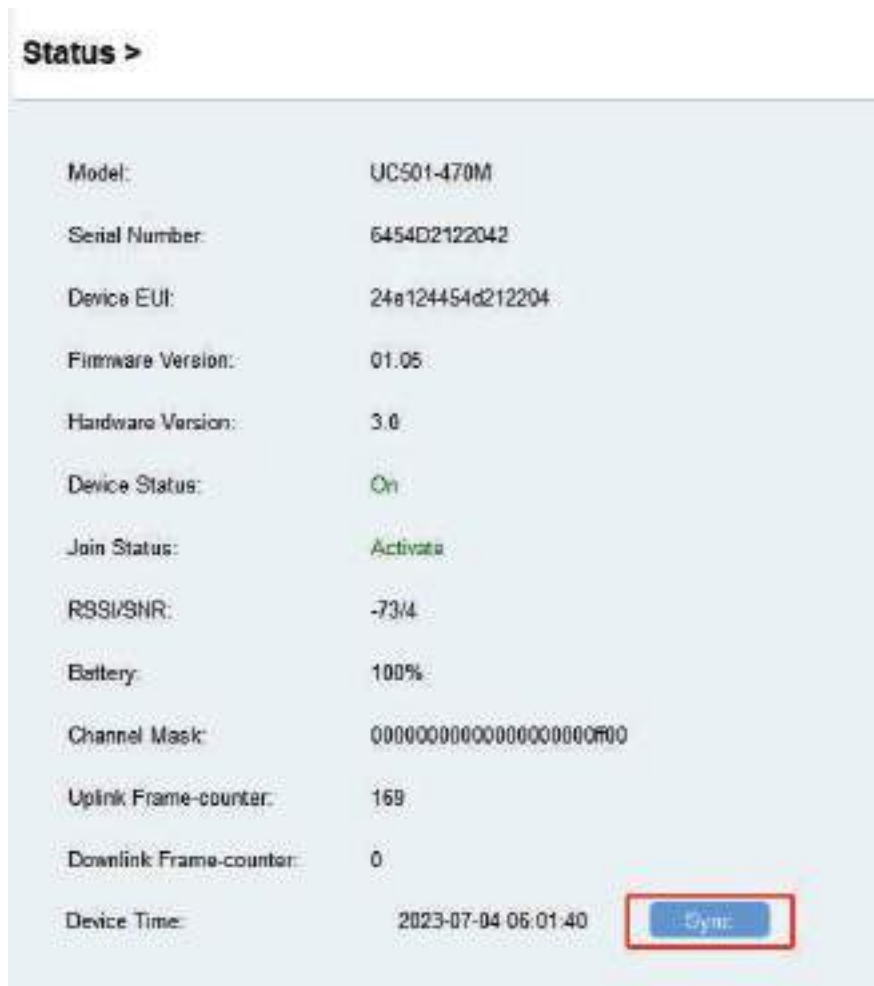 Status >
Model: UC501-470M
Serial Number: 6454D2122042
Device EUI: 24e124454d212204
Firmware Version: 01.05
Hardware Version: 3.0
Device Status: On
Join Status: Activate
RSSI/SNR: -73/4
Battery: 100%
Channel Mask:
Uplink Frame-counter: 169
Downlink Frame-counter: 0
Device Time: 2023-07-04 06:01:40 Sync